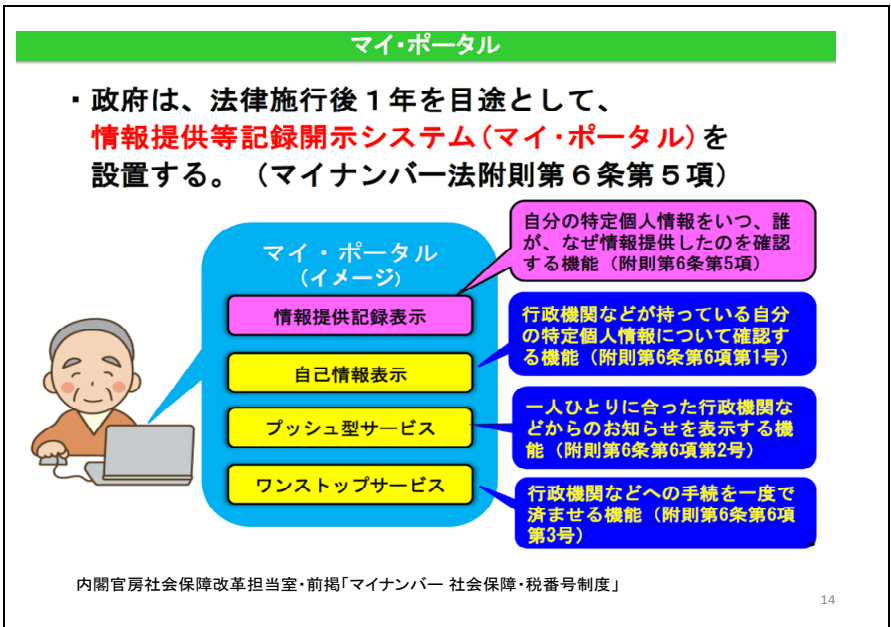 マイ・ポータル
・政府は、法律施行後１年を目途として、
情報提供等記録開示システム(マイ・ポータル)を
設置する。（マイナンバー法附則第６条第５項）
マイ・ポータル
(イメージ)
自分の特定個人情報をいつ、誰
が、なぜ情報提供したのを確認
する機能（附則第6条第5項）
情報提供記録表示
行政機関などが持っている自分
の特定個人情報について確認す
る機能（附則第6条第6項第1号）
自己情報表示
一人ひとりに合った行政機関な
どからのお知らせを表示する機
能（附則第6条第6項第2号）
プッシュ型サービス
ワンストップサービス
行政機関などへの手続を一度で
済ませる機能（附則第6条第6項
第3号）
内閣官房社会保障改革担当室・前掲「マイナンバー 社会保障・税番号制度」
14